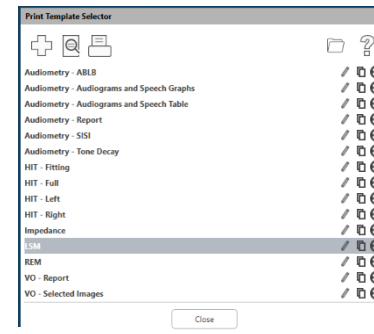 Print Template Selector
Audiometry - ABLB
Audiometry - Audiograms and Speech Graphs
Audiometry - Audiograms and Speech Table
Audiometry - Report
Audiometry - SISI
Audiometry - Tone Decay
HIT - Fitting
HIT - Full
HIT - Left
HIT - Right
Impedance
LSM
REM
VO - Report
VO - Selected Images
Close